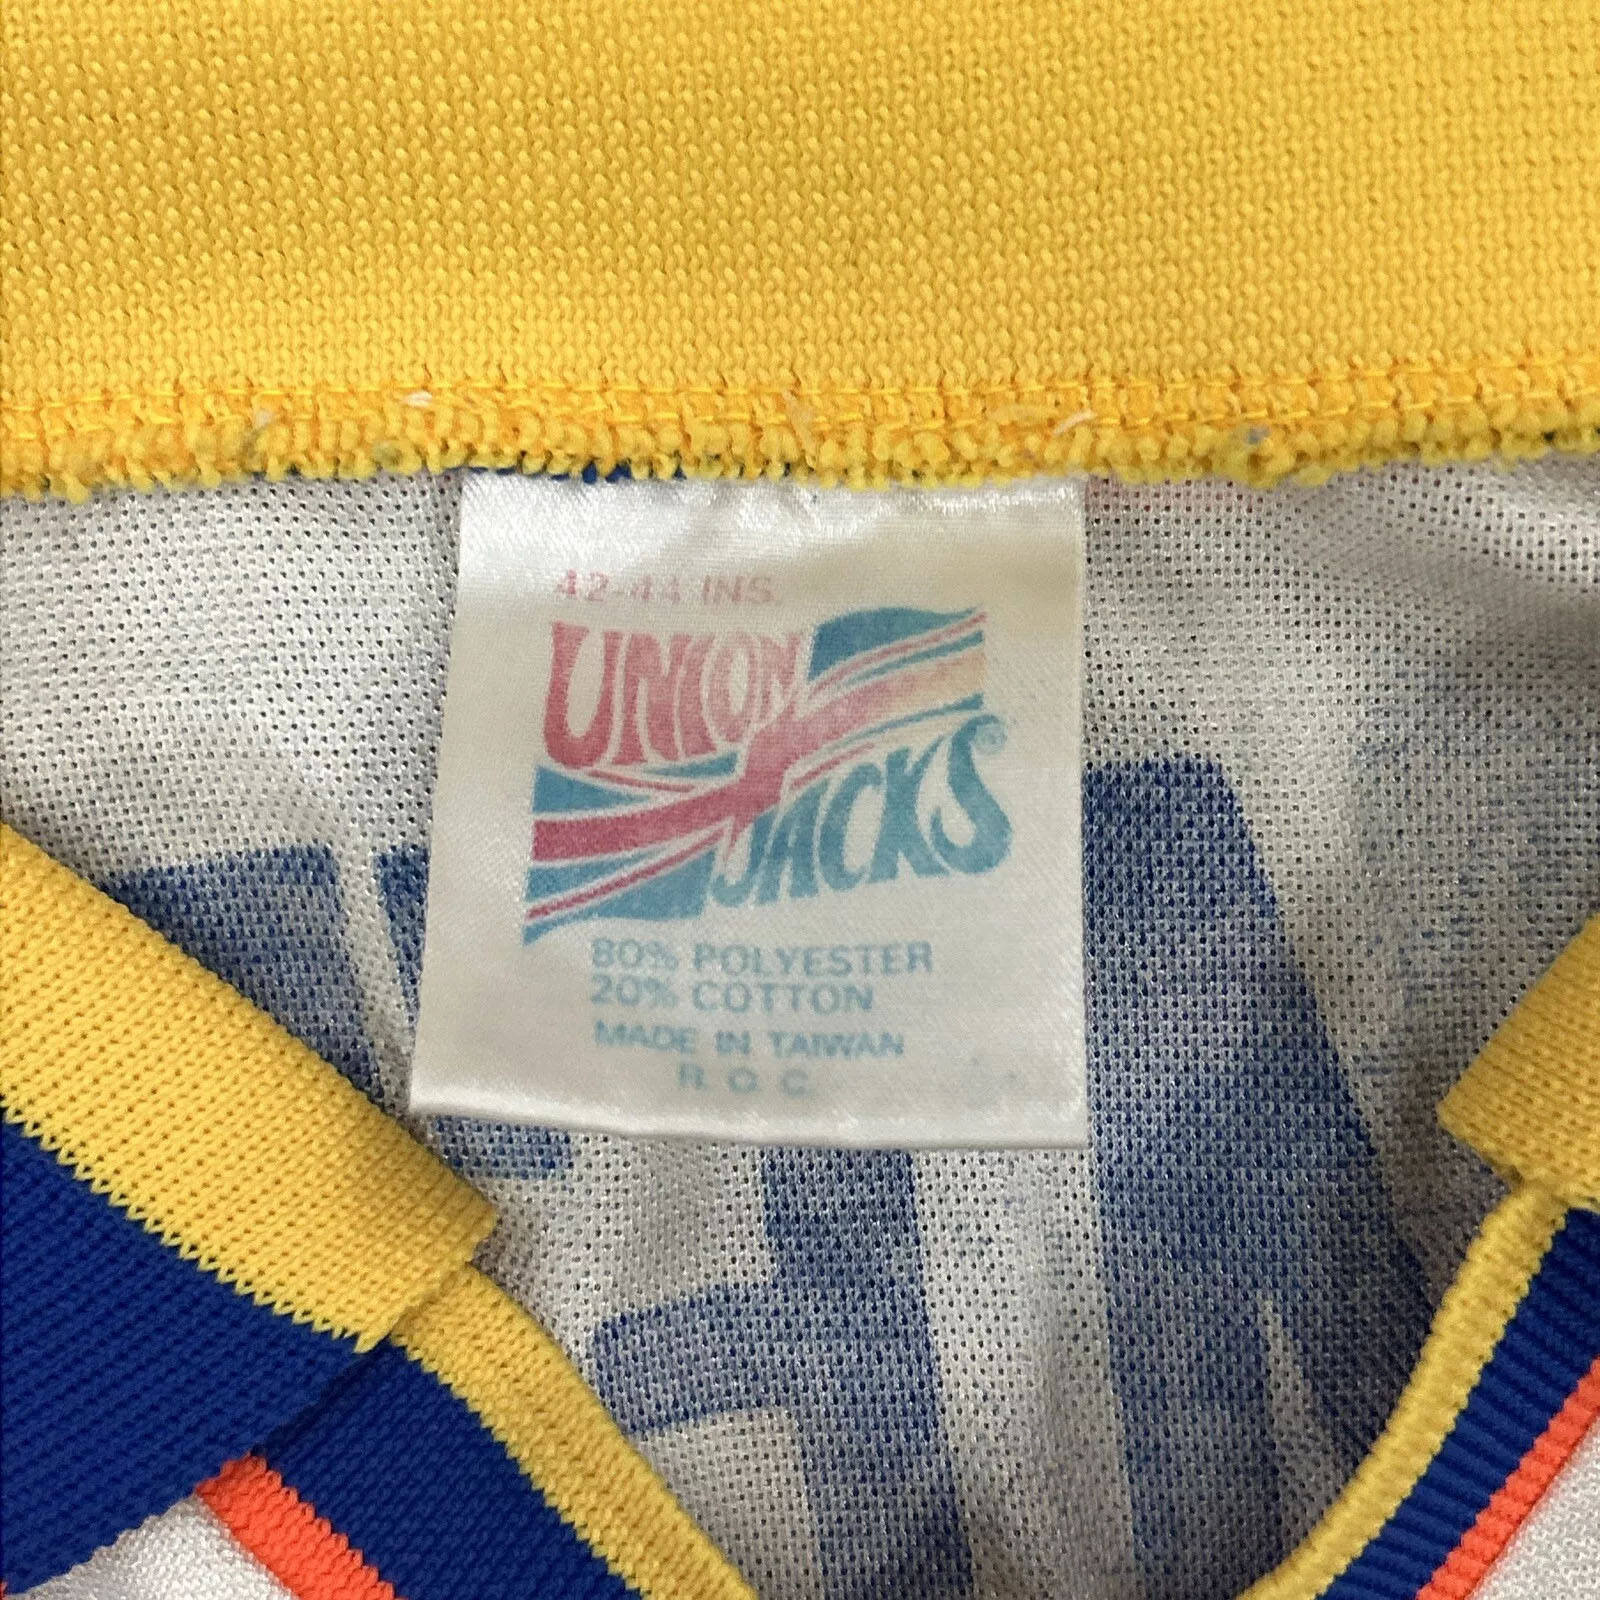 42-44 INS.
UNION
JACKS®
80% POLYESTER
20% COTTON
MADE IN TAIWAN
R. O. C.